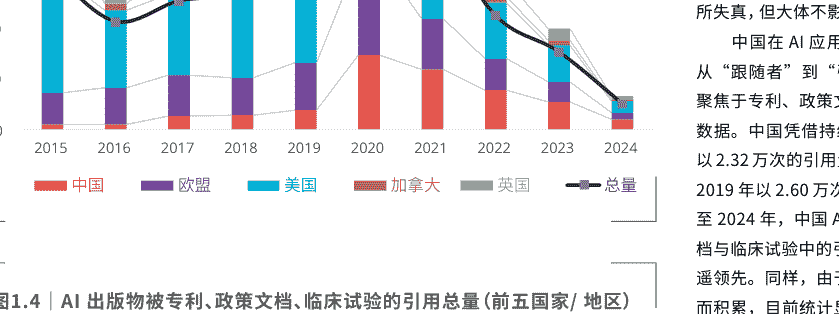 2015 2016 2017 2018 2019 2020 2021 2022 2023 2024
中国 欧盟 美国 加拿大 英国 总量
图1.4｜AI 出版物被专利、政策文档、临床试验的引用总量（前五国家/ 地区）
所失真，但大体不影
中国在 AI 应用
从“跟随者”到“
聚焦于专利、政策文
数据。中国凭借持续
以 2.32 万次的引用
2019 年以 2.60 万次
至 2024 年，中国 A
档与临床试验中的引
遥领先。同样，由于
而积累，目前统计